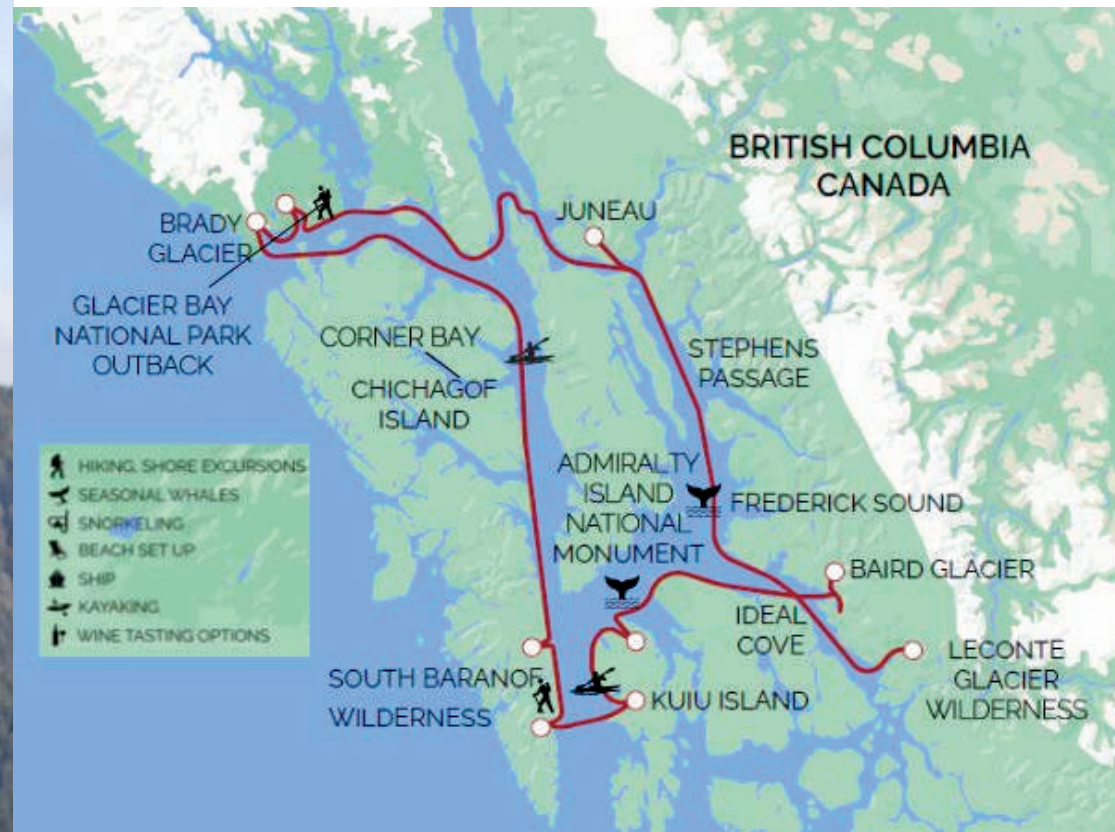 BRITISH COLUMBIA
CANADA
JUNEAU
BRADY
GLACIER
GLACIER BAY
NATIONAL PARK
OUTBACK
CORNER BAY
CHICHAGOF
ISLAND
STEPHENS
PASSAGE
ADMIRALTY
ISLAND
NATIONAL
MONUMENT
FREDERICK SOUND
BAIRD GLACIER
IDEAL
COVE
LECONTE
GLACIER
WILDERNESS
SOUTH BARANOF
WILDERNESS
KUIU ISLAND
HIKING, SHORE EXCURSIONS
SEASONAL WHALES
SNORKELING
BEACH SET UP
SHIP
KAYAKING
WINE TASTING OPTIONS